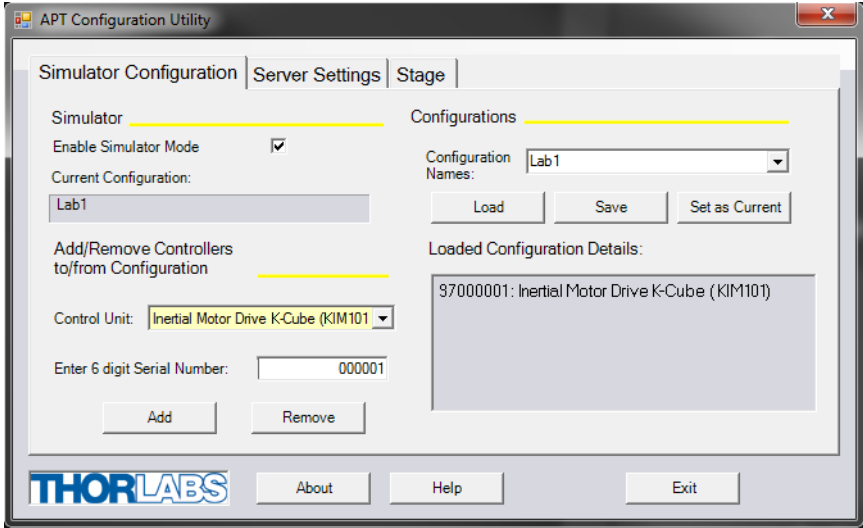 APT Configuration Utility
Simulator Configuration
Server Settings
Stage
Simulator
Enable Simulator Mode
Current Configuration:
Lab1
Add/Remove Controllers
to/from Configuration
Control Unit:
Inertial Motor Drive K-Cube (KIM101
Enter 6 digit Serial Number:
000001
Add
Remove
Configurations
Configuration
Names:
Lab1
Load
Save
Set as Current
Loaded Configuration Details:
97000001: Inertial Motor Drive K-Cube (KIM101)
THORLABS
About
Help
Exit